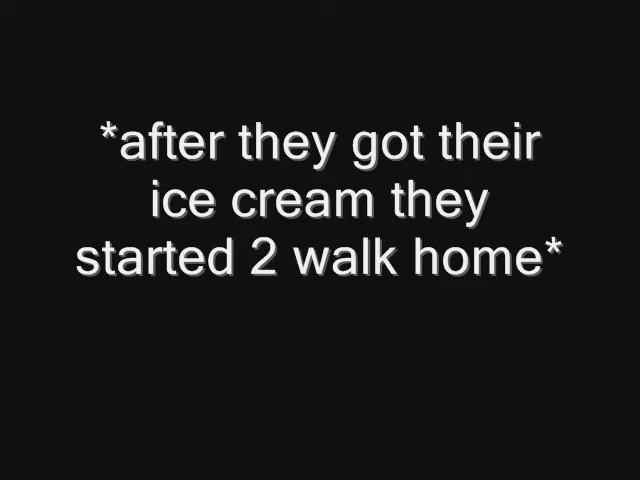 *after they got their
ice cream they
started 2 walk home*